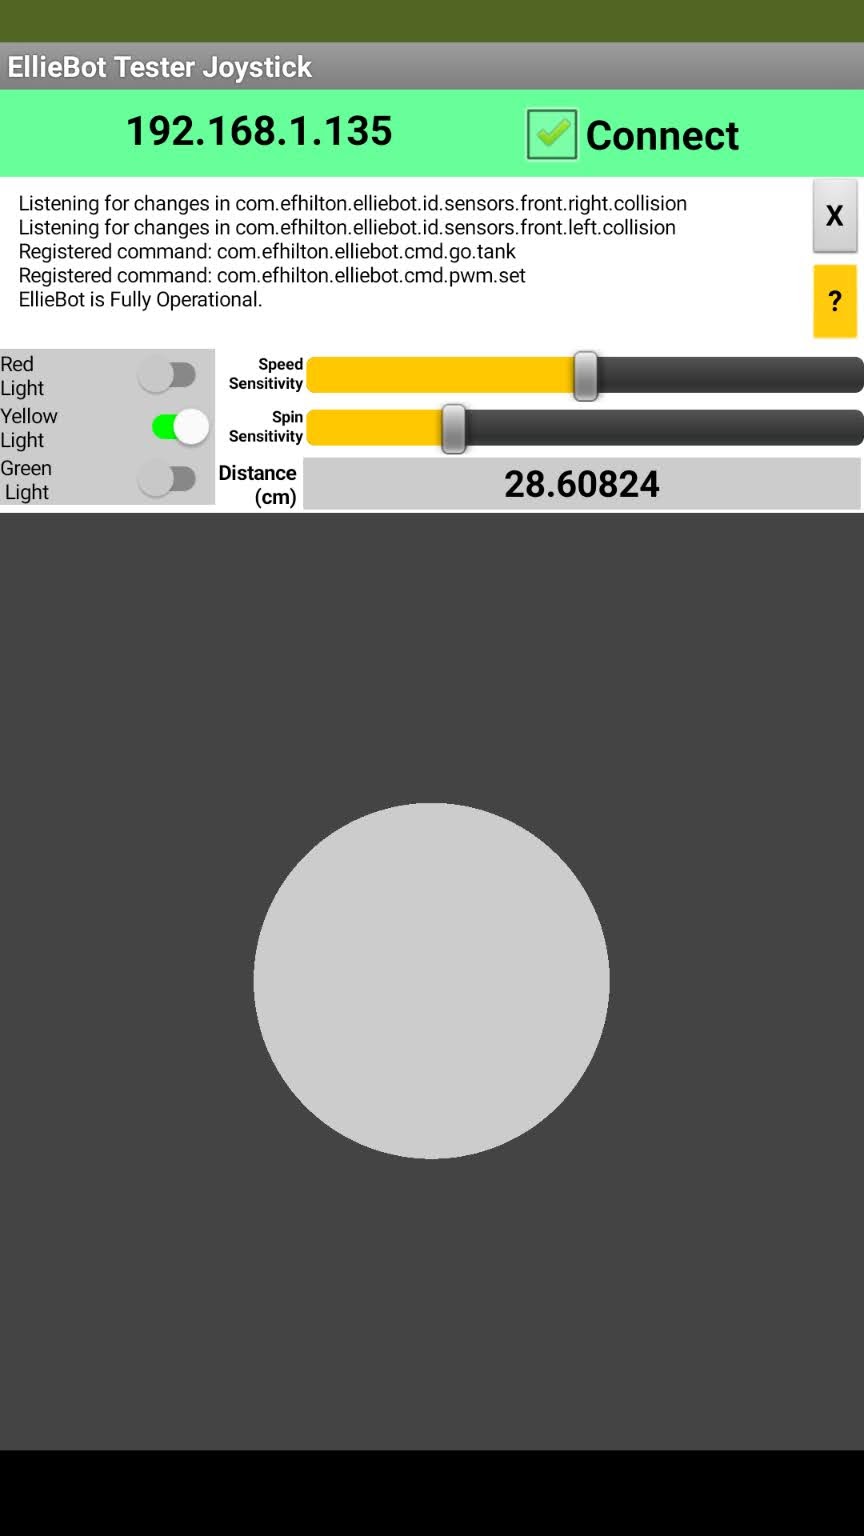 EllieBot Tester Joystick
192.168.1.135
Connect
Listening for changes in com.efhilton.elliebot.id.sensors.front.right.collision
Listening for changes in com.efhilton.elliebot.id.sensors.front.left.collision
Registered command: com.efhilton.elliebot.cmd.go.tank
Registered command: com.efhilton.elliebot.cmd.pwm.set
EllieBot is Fully Operational.
X
?
Red
Light
Yellow
Light
Green
Light
Speed
Sensitivity
Spin
Sensitivity
Distance
(cm)
28.60824